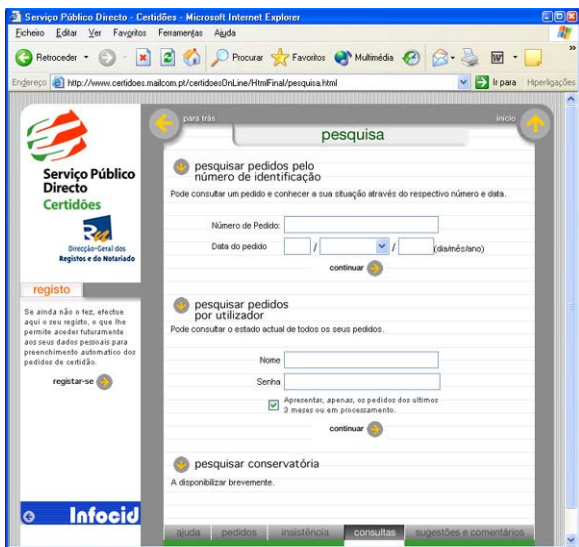 Serviço Público Directo - Certidões - Microsoft Internet Explorer
Ficheiro Editar Ver Favoritos Ferramentas Ajuda
Retroceder Procurar Favoritos Multimédia
Endereço http://www.certidoes.mailcom.pt/certidoesOnLine/HtmlFinal/pesquisa.html Ir para Hiperligações
para trás início
pesquisa
Serviço Público
Directo
Certidões
Direcção-Geral dos
Registos e do Notariado
registo
Se ainda não o fez, efectue
aqui o seu registo, o que lhe
permite aceder futuramente
aos seus dados pessoais para
preenchimento automatico dos
pedidos de certidão.
registar-se
Infocid
pesquisar pedidos pelo
número de identificação
Pode consultar um pedido e conhecer a sua situação através do respectivo número e data.
Número de Pedido:
Data do pedido / / (dia/mês/ano)
continuar
pesquisar pedidos
por utilizador
Pode consultar o estado actual de todos os seus pedidos.
Nome
Senha
Apresentar, apenas, os pedidos dos ultimos
3 meses ou em processamento.
continuar
pesquisar conservatória
A disponibilizar brevemente.
ajuda pedidos insistência consultas sugestões e comentários